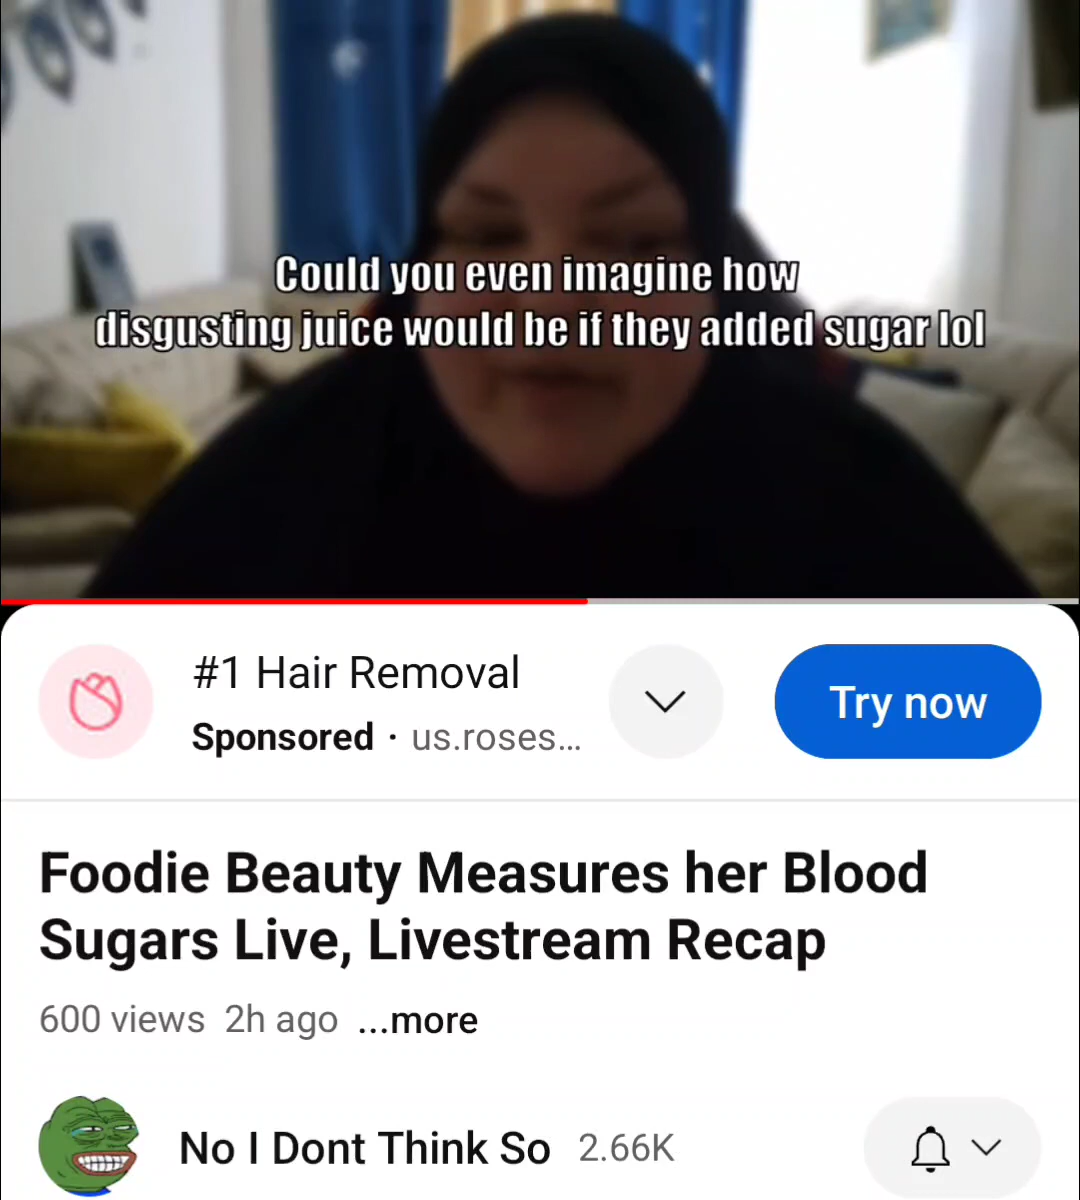 Could you even imagine how
disgusting juice would be if they added sugar lol
#1 Hair Removal
Sponsored · us.roses...
Try now
Foodie Beauty Measures her Blood
Sugars Live, Livestream Recap
600 views 2h ago ...more
No I Dont Think So 2.66K